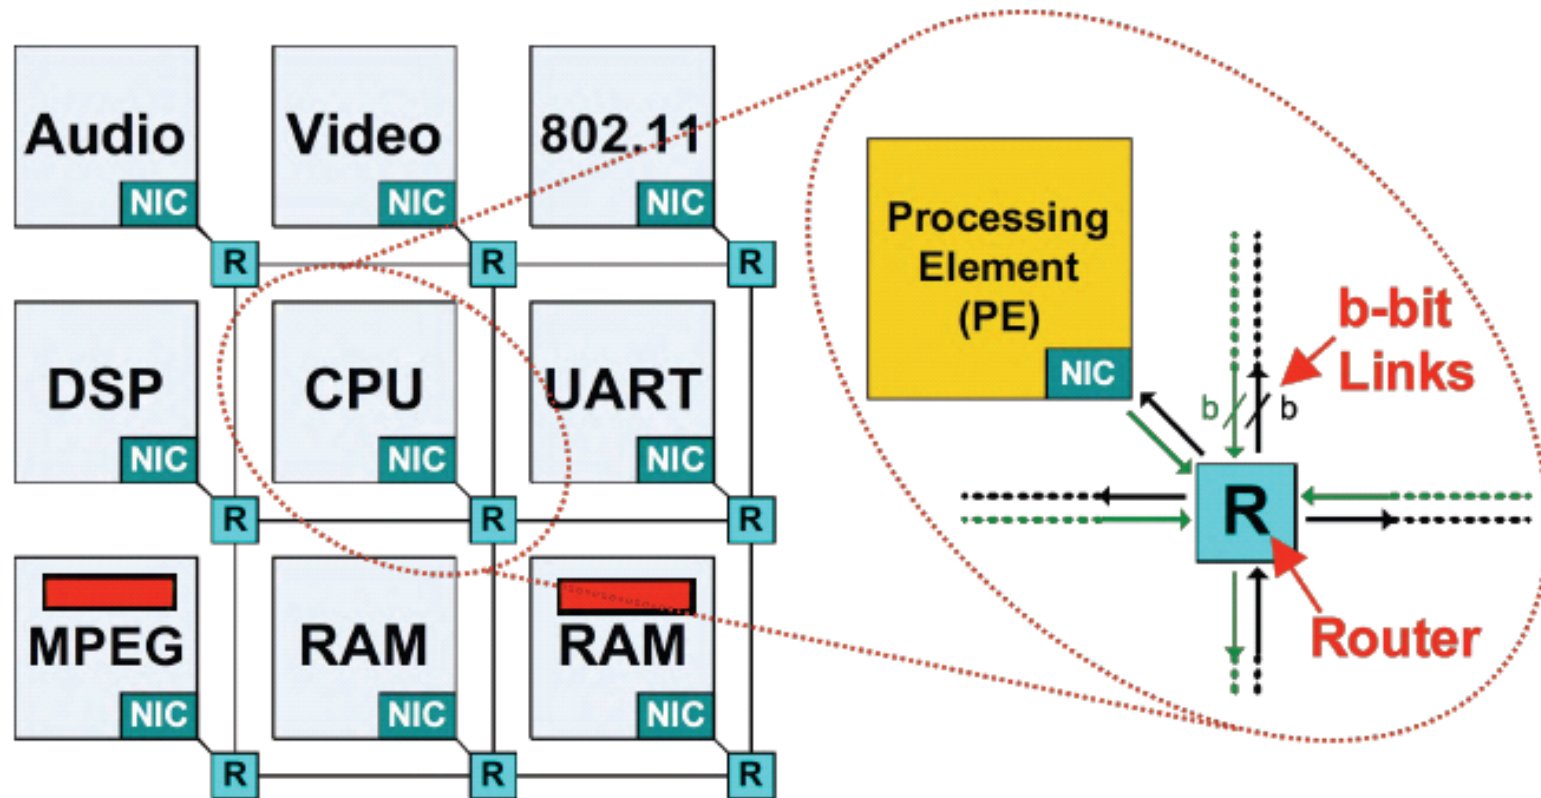 Audio
NIC
R
Video
NIC
R
802.11
NIC
R
DSP
NIC
R
CPU
NIC
R
UART
NIC
R
MPEG
NIC
R
RAM
NIC
R
RAM
NIC
R
Processing
Element
(PE)
NIC
b-bit
Links
b
b
R
Router